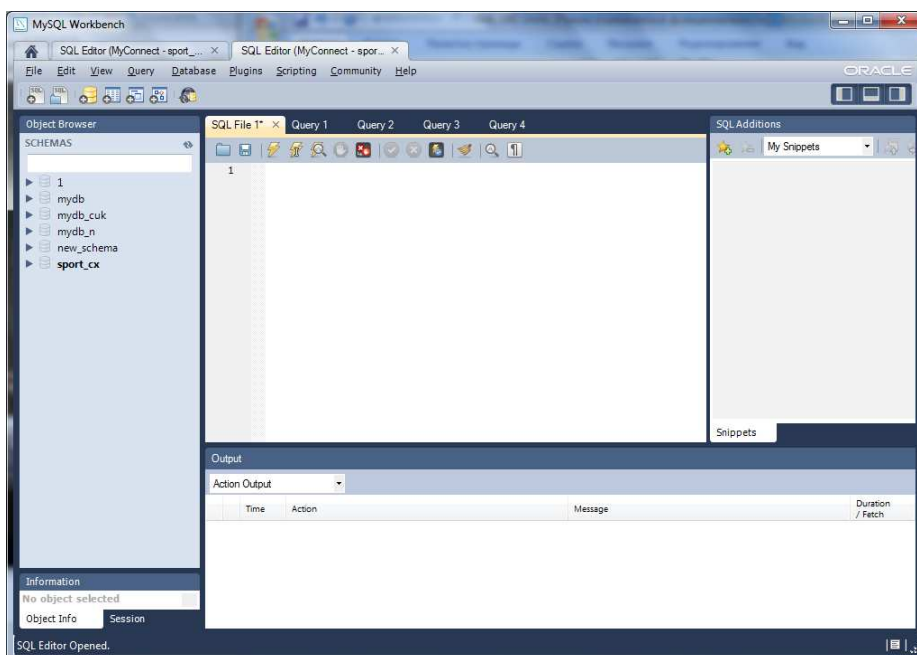 MySQL Workbench
SQL Editor (MyConnect - sport_... × SQL Editor (MyConnect - spor... ×
File Edit View Query Database Plugins Scripting Community Help
ORACLE
Object Browser
SCHEMAS
1
mydb
mydb_cuk
mydb_n
new_schema
sport_cx
SQL File 1* × Query 1 Query 2 Query 3 Query 4
1
SQL Additions
My Snippets
Snippets
Output
Action Output
Time Action Message Duration / Fetch
Information
No object selected
Object Info Session
SQL Editor Opened.